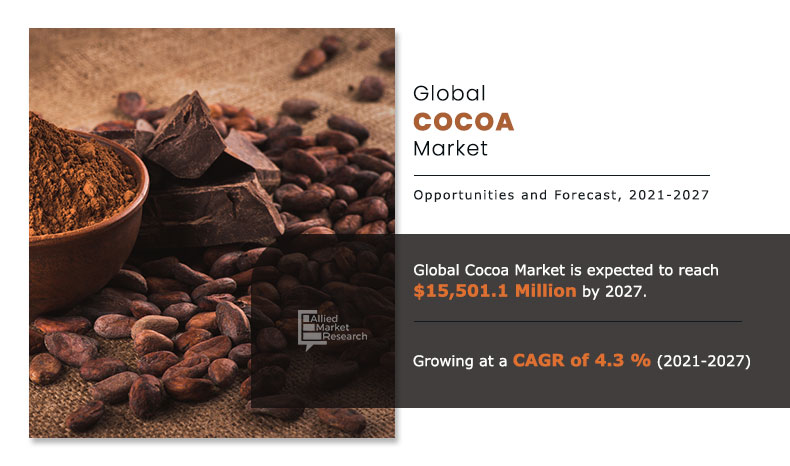 Global
COCOA
Market
Opportunities and Forecast, 2021-2027
Global Cocoa Market is expected to reach
$15,501.1 Million by 2027.
Allied
Market
Research
Growing at a CAGR of 4.3 % (2021-2027)